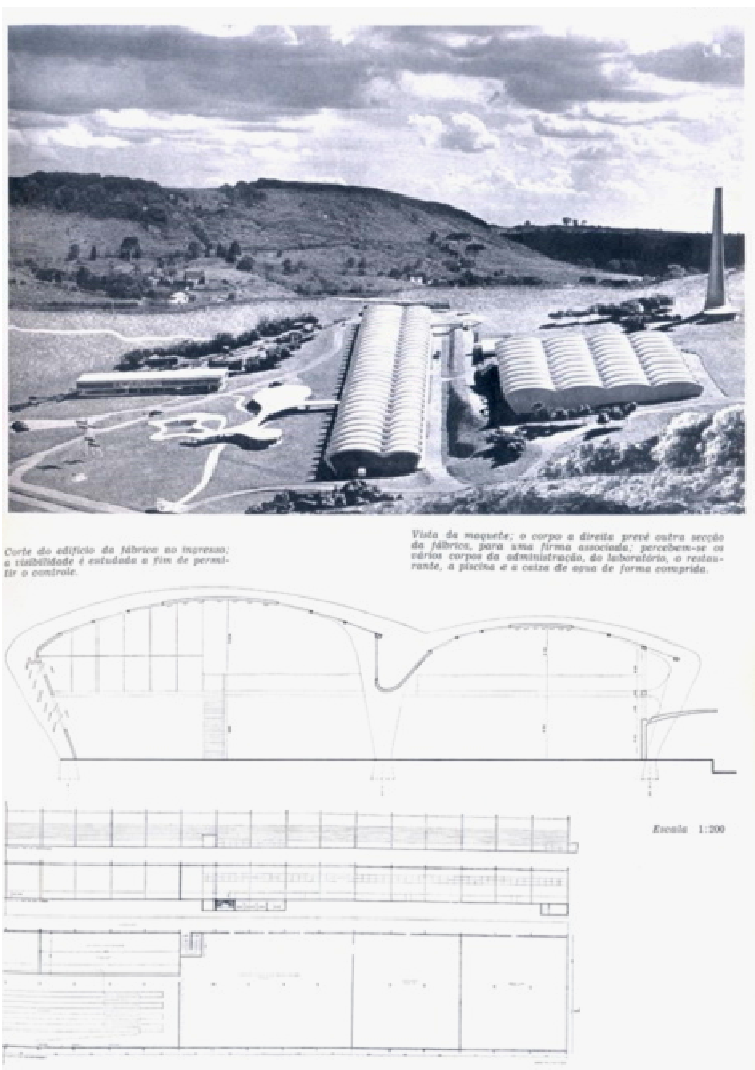 Corte do edifício da fábrica ao ingresso;
a visibilidade é estudada a fim de permi-
tir o controle.
Vista da maquete; o corpo a direita prevê outra secção
da fábrica, para uma firma associada; percebem-se os
vários corpos da administração, do laboratório, o restau-
rante, a piscina e a caixa de agua de forma comprida.
Escala 1:200